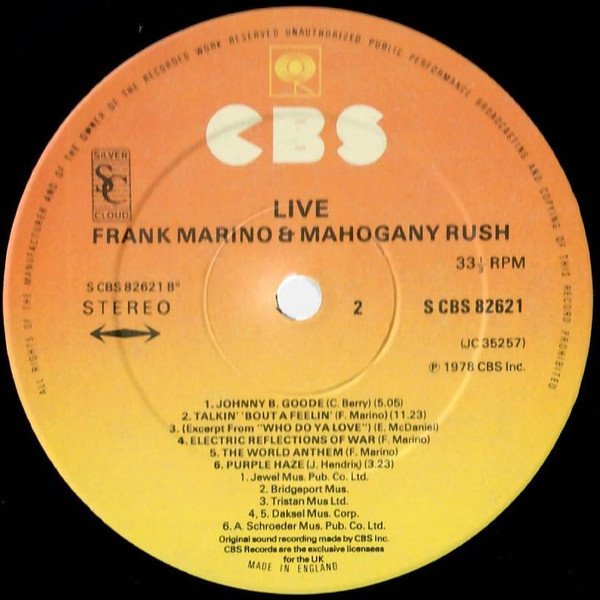 ALL RIGHTS OF THE MANUFACTURER AND OF THE OWNER OF THE RECORDED WORK RESERVED UNAUTHORIZED PUBLIC PERFORMANCE BROADCASTING AND COPYING OF THIS RECORD PROHIBITED
CBS
SILVER
SC
CLOUD
LIVE
FRANK MARINO & MAHOGANY RUSH
33⅓ RPM
S CBS 82621 B°
STEREO
2
S CBS 82621
(JC 35257)
℗ 1978 CBS Inc.
1. JOHNNY B. GOODE (C. Berry) (5.05)
2. TALKIN' 'BOUT A FEELIN' (F. Marino) (11.23)
3. (Excerpt From "WHO DO YA LOVE") (E. McDaniel)
4. ELECTRIC REFLECTIONS OF WAR (F. Marino)
5. THE WORLD ANTHEM (F. Marino)
6. PURPLE HAZE (J. Hendrix) (3.23)
1. Jewel Mus. Pub. Co. Ltd.
2. Bridgeport Mus.
3. Tristan Mus Ltd.
4, 5. Daksel Mus. Corp.
6. A. Schroeder Mus. Pub. Co. Ltd.
Original sound recording made by CBS Inc.
CBS Records are the exclusive licensees
for the UK
MADE IN ENGLAND